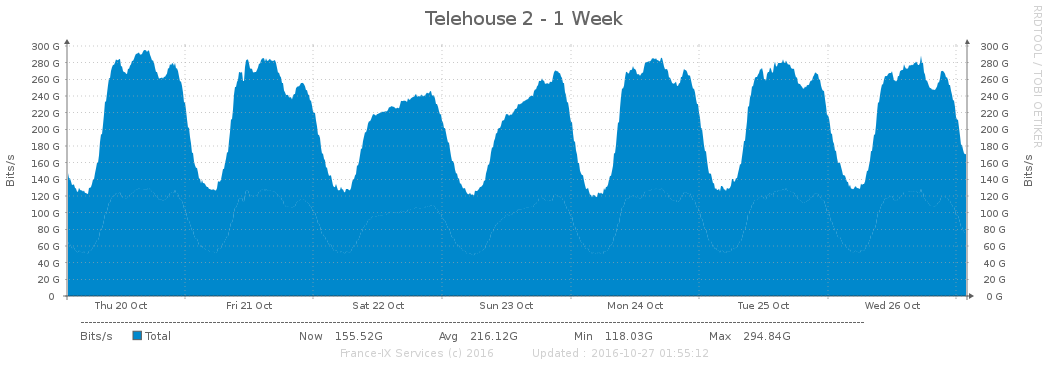 Telehouse 2 - 1 Week
RRDTOOL / TOBI OETIKER
Bits/s
300 G
280 G
260 G
240 G
220 G
200 G
180 G
160 G
140 G
120 G
100 G
80 G
60 G
40 G
20 G
0
300 G
280 G
260 G
240 G
220 G
200 G
180 G
160 G
140 G
120 G
100 G
80 G
60 G
40 G
20 G
0 G
Bits/s
Thu 20 Oct Fri 21 Oct Sat 22 Oct Sun 23 Oct Mon 24 Oct Tue 25 Oct Wed 26 Oct
Bits/s Total Now 155.52G Avg 216.12G Min 118.03G Max 294.84G
France-IX Services (c) 2016 Updated : 2016-10-27 01:55:12